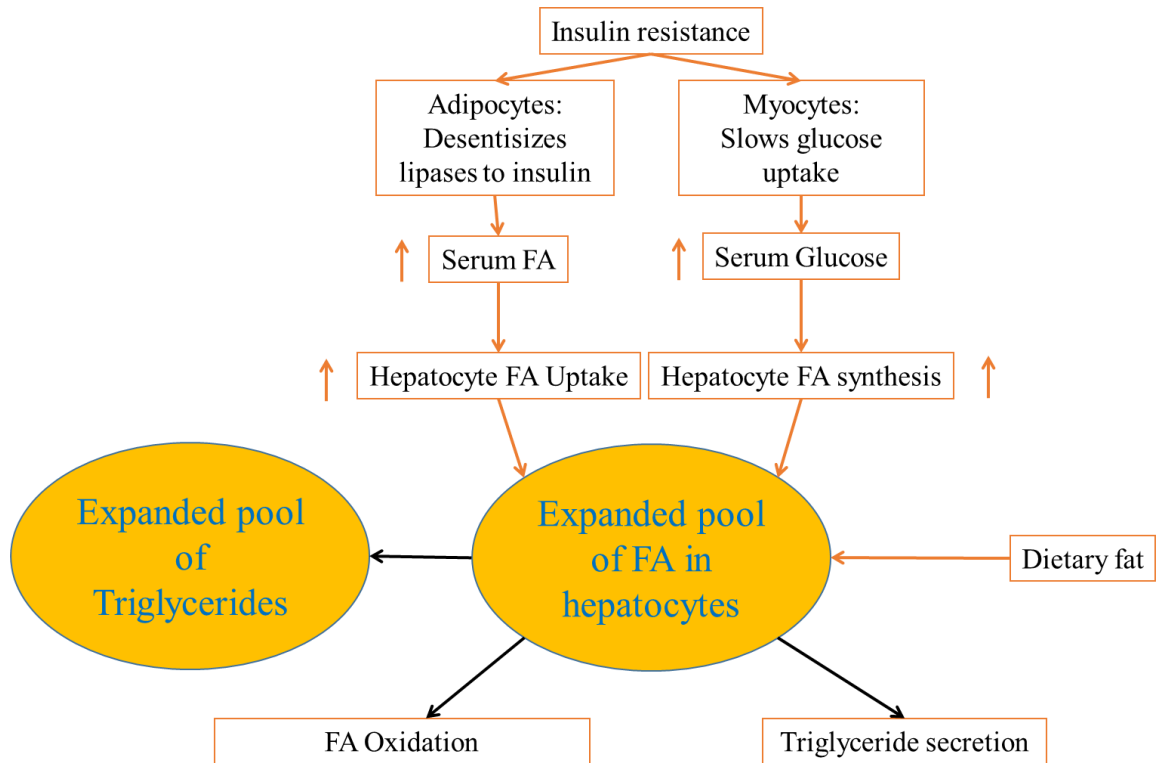 Insulin resistance
Adipocytes:
Desentisizes
lipases to insulin
Myocytes:
Slows glucose
uptake
Serum FA
Serum Glucose
Hepatocyte FA Uptake
Hepatocyte FA synthesis
Expanded pool
of
Triglycerides
Expanded pool
of FA in
hepatocytes
Dietary fat
FA Oxidation
Triglyceride secretion